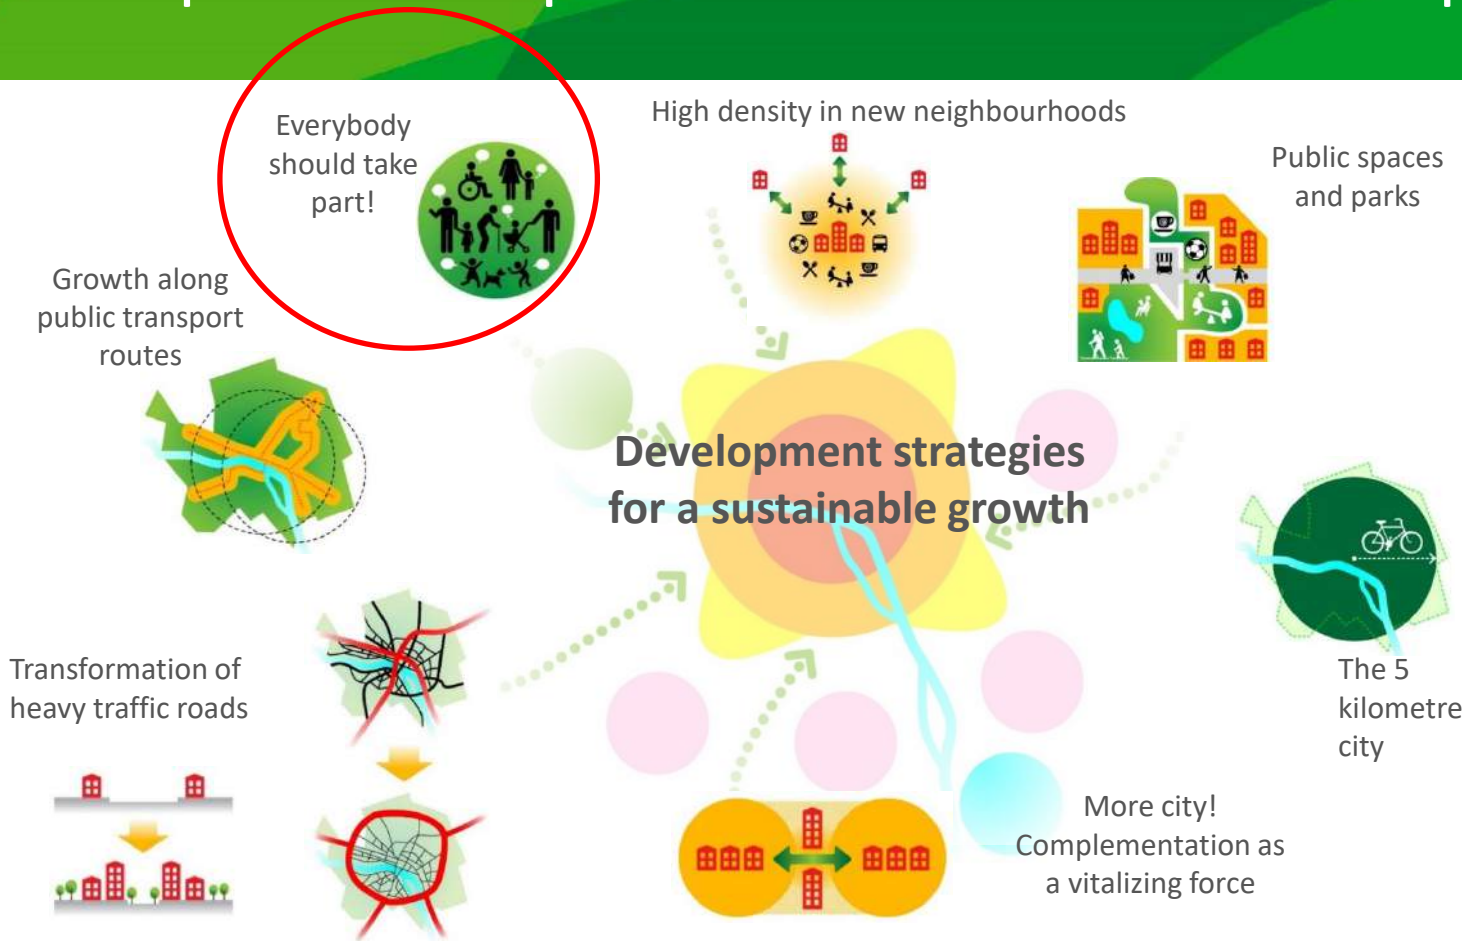 Everybody
should take
part!
High density in new neighbourhoods
Public spaces
and parks
Growth along
public transport
routes
Development strategies
for a sustainable growth
Transformation of
heavy traffic roads
The 5
kilometre
city
More city!
Complementation as
a vitalizing force